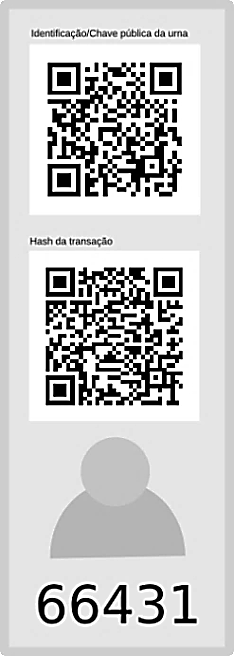 Identificação/Chave pública da urna
Hash da transação
66431